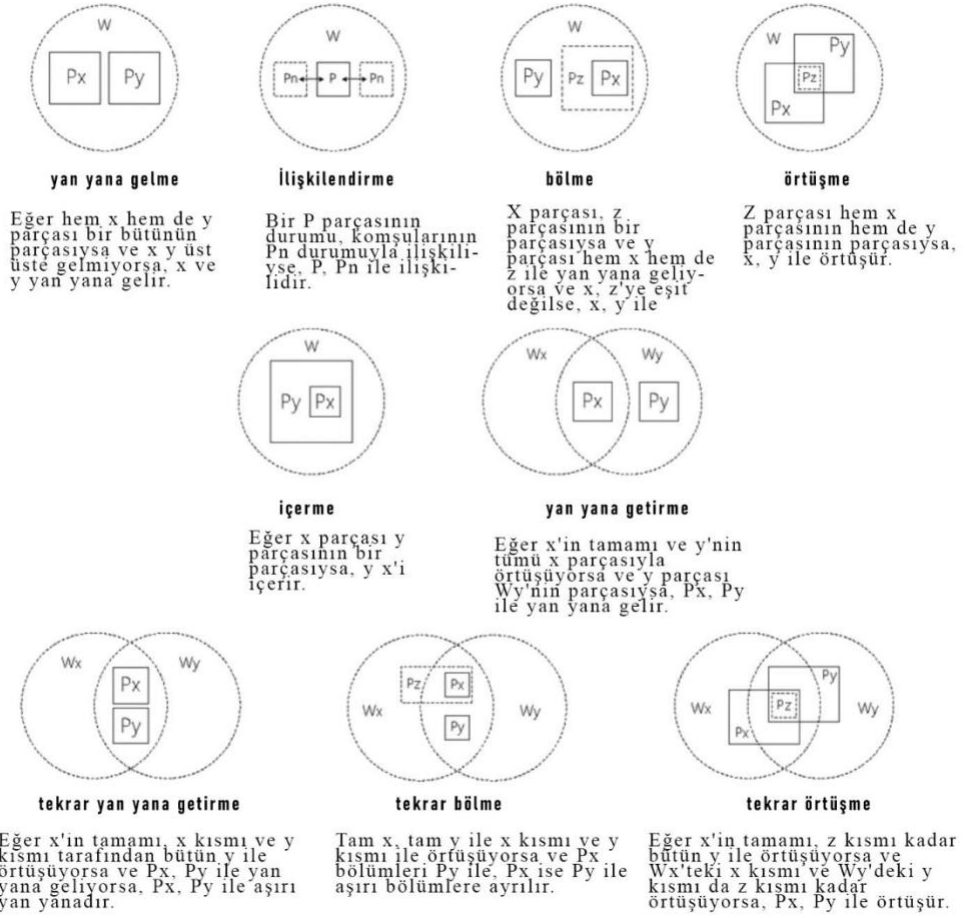 W
Px Py
yan yana gelme
Eğer hem x hem de y
parçası bir bütünün
parçasıysa ve x y üst
üste gelmiyorsa, x ve
y yan yana gelir.
W
Pn P Pn
İlişkilendirme
Bir P parçasının
durumu, komşularının
Pn durumuyla ilişkili-
yse, P, Pn ile ilişki-
lidir.
W
Py Pz Px
bölme
X parçası, z
parçasının bir
parçasıysa ve y
parçası hem x hem de
z ile yan yana geliy-
orsa ve x, z'ye eşit
değilse, x, y ile
W Py
Pz
Px
örtüşme
Z parçası hem x
parçasının hem de y
parçasının parçasıysa,
x, y ile örtüşür.
W
Py Px
içerme
Eğer x parçası y
parçasının bir
parçasıysa, y x'i
içerir.
Wx Wy
Px Py
yan yana getirme
Eğer x'in tamamı ve y'nin
tümü x parçasıyla
örtüşüyorsa ve y parçası
Wy'nin parçasıysa, Px, Py
ile yan yana gelir.
Wx Wy
Px
Py
tekrar yan yana getirme
Eğer x'in tamamı, x kısmı ve y
kısmı tarafından bütün y ile
örtüşüyorsa ve Px, Py ile yan
yana geliyorsa, Px, Py ile aşırı
yan yanadır.
Pz Px
Wx Wy
Py
tekrar bölme
Tam x, tam y ile x kısmı ve y
kısmı ile örtüşüyorsa ve Px
bölümleri Py ile, Px ise Py ile
aşırı bölümlere ayrılır.
Py
Wx Pz Wy
Px
tekrar örtüşme
Eğer x'in tamamı, z kısmı kadar
bütün y ile örtüşüyorsa ve
Wx'teki x kısmı ve Wy'deki y
kısmı da z kısmı kadar
örtüşüyorsa, Px, Py ile örtüşür.